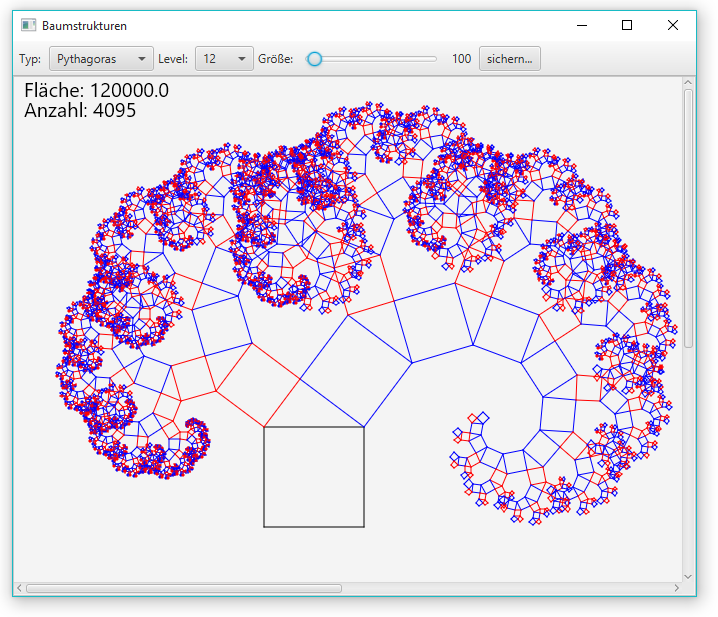 Baumstrukturen
Typ: Pythagoras Level: 12 Größe: 100 sichern...
Fläche: 120000.0
Anzahl: 4095